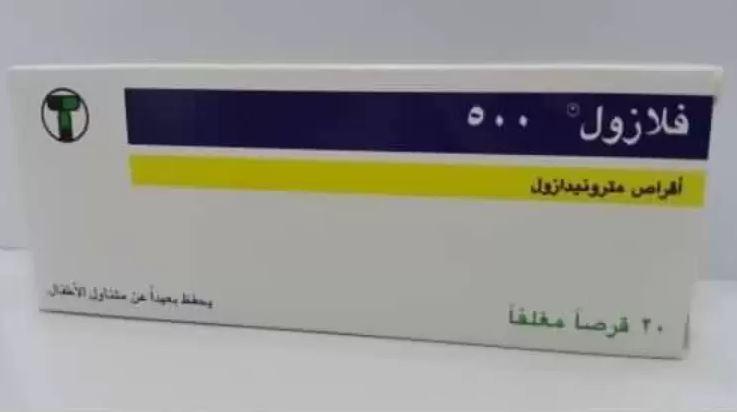 فلازول® ٥٠٠
أقراص مترونيدازول
٢٠ قرصاً مغلفاً
يحفظ بعيداً عن متناول الأطفال.